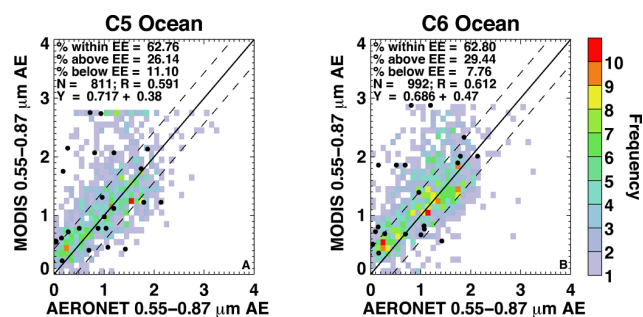 C5 Ocean
% within EE = 62.76
% above EE = 26.14
% below EE = 11.10
N = 811; R = 0.591
Y = 0.717 + 0.38
4
3
2
1
0
MODIS 0.55–0.87 μm AE
A
0 1 2 3 4
AERONET 0.55–0.87 μm AE
C6 Ocean
% within EE = 62.80
% above EE = 29.44
% below EE = 7.76
N = 992; R = 0.612
Y = 0.686 + 0.47
4
3
2
1
0
MODIS 0.55–0.87 μm AE
B
0 1 2 3 4
AERONET 0.55–0.87 μm AE
10
9
8
7
6
5
4
3
2
1
Frequency